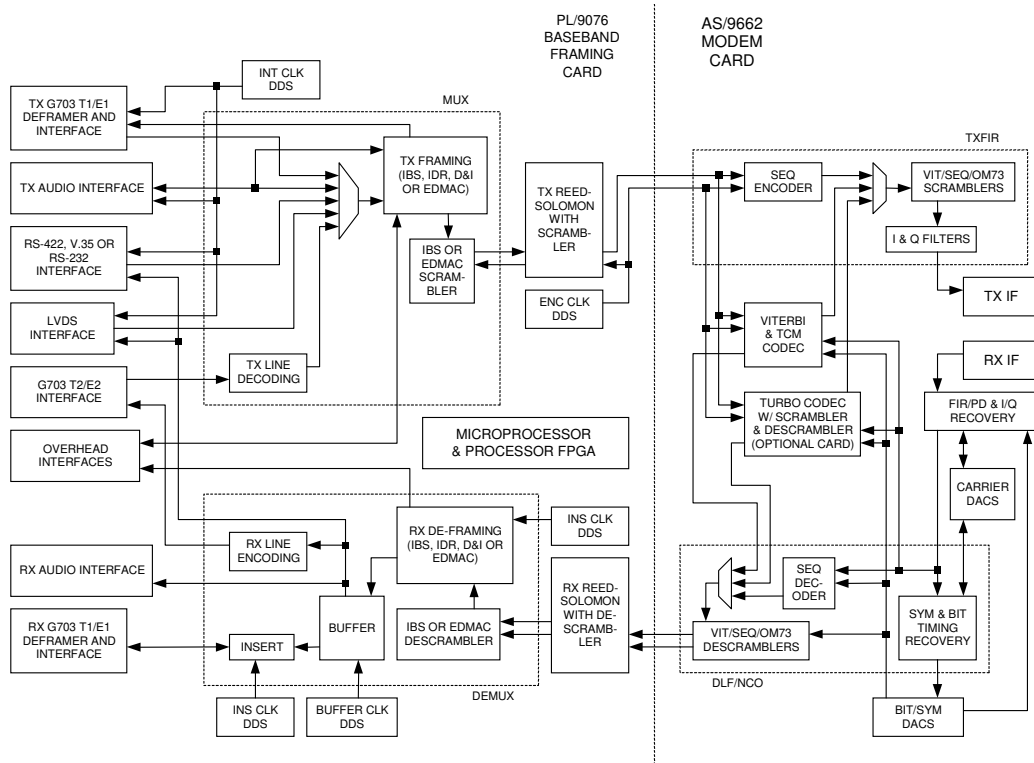 PL/9076
BASEBAND
FRAMING
CARD
AS/9662
MODEM
CARD
INT CLK
DDS
MUX
TX G703 T1/E1
DEFRAMER AND
INTERFACE
TX AUDIO INTERFACE
RS-422, V.35 OR
RS-232
INTERFACE
LVDS
INTERFACE
G703 T2/E2
INTERFACE
OVERHEAD
INTERFACES
TX FRAMING
(IBS, IDR, D&I
OR EDMAC)
IBS OR
EDMAC
SCRAM-
BLER
TX LINE
DECODING
TX REED-
SOLOMON
WITH
SCRAMB-
LER
ENC CLK
DDS
TXFIR
SEQ
ENCODER
VIT/SEQ/OM73
SCRAMBLERS
I & Q FILTERS
TX IF
VITERBI
& TCM
CODEC
RX IF
TURBO CODEC
W/ SCRAMBLER
& DESCRAMBLER
(OPTIONAL CARD)
FIR/PD & I/Q
RECOVERY
CARRIER
DACS
MICROPROCESSOR
& PROCESSOR FPGA
RX AUDIO INTERFACE
RX G703 T1/E1
DEFRAMER AND
INTERFACE
RX LINE
ENCODING
RX DE-FRAMING
(IBS, IDR, D&I OR
EDMAC)
INS CLK
DDS
BUFFER
INSERT
IBS OR EDMAC
DESCRAMBLER
RX REED-
SOLOMON
WITH DE-
SCRAMB-
LER
DEMUX
INS CLK
DDS
BUFFER CLK
DDS
SEQ
DEC-
ODER
VIT/SEQ/OM73
DESCRAMBLERS
SYM & BIT
TIMING
RECOVERY
DLF/NCO
BIT/SYM
DACS